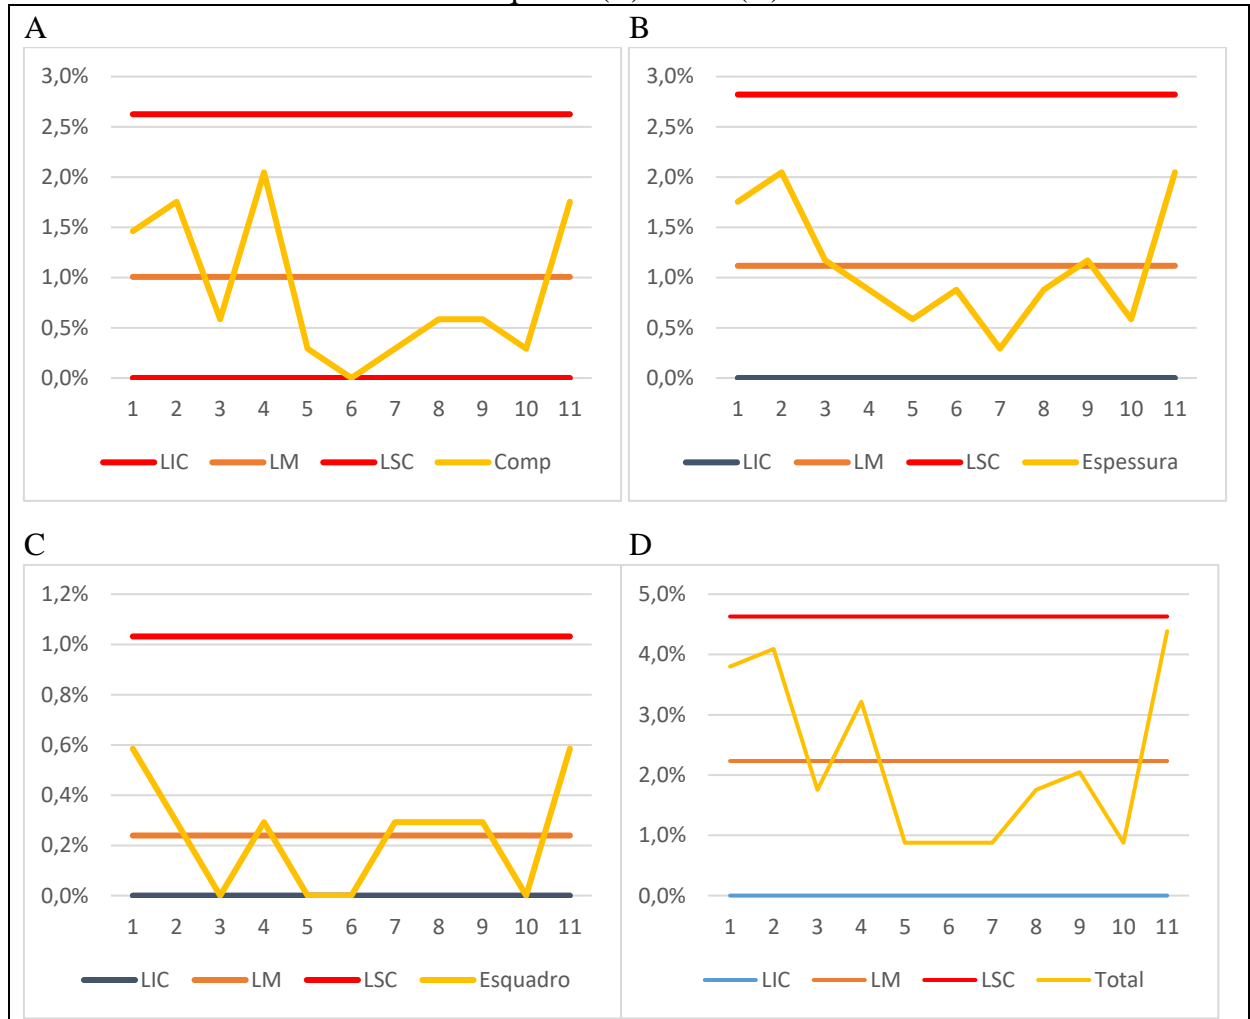 A
3,0%
2,5%
2,0%
1,5%
1,0%
0,5%
0,0%
1 2 3 4 5 6 7 8 9 10 11
LIC LM LSC Comp
B
3,0%
2,5%
2,0%
1,5%
1,0%
0,5%
0,0%
1 2 3 4 5 6 7 8 9 10 11
LIC LM LSC Espessura
C
1,2%
1,0%
0,8%
0,6%
0,4%
0,2%
0,0%
1 2 3 4 5 6 7 8 9 10 11
LIC LM LSC Esquadro
D
5,0%
4,0%
3,0%
2,0%
1,0%
0,0%
1 2 3 4 5 6 7 8 9 10 11
LIC LM LSC Total